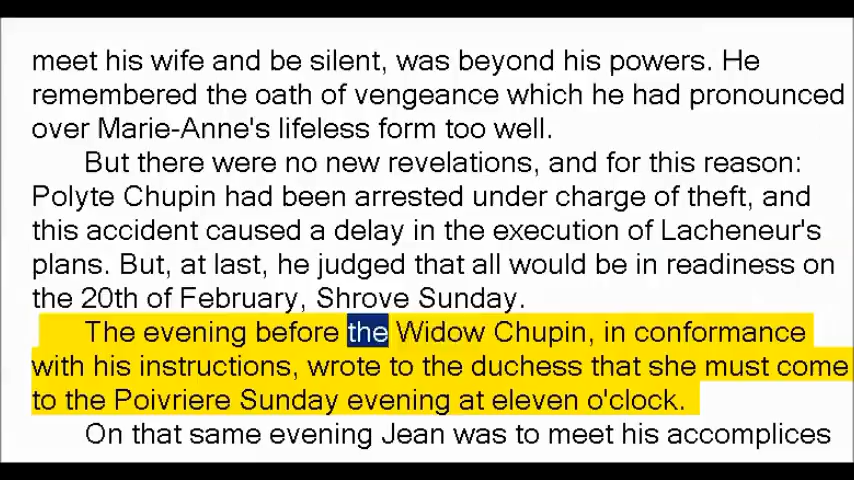 meet his wife and be silent, was beyond his powers. He
remembered the oath of vengeance which he had pronounced
over Marie-Anne's lifeless form too well.
But there were no new revelations, and for this reason:
Polyte Chupin had been arrested under charge of theft, and
this accident caused a delay in the execution of Lacheneur's
plans. But, at last, he judged that all would be in readiness on
the 20th of February, Shrove Sunday.
The evening before the Widow Chupin, in conformance
with his instructions, wrote to the duchess that she must come
to the Poivriere Sunday evening at eleven o'clock.
On that same evening Jean was to meet his accomplices